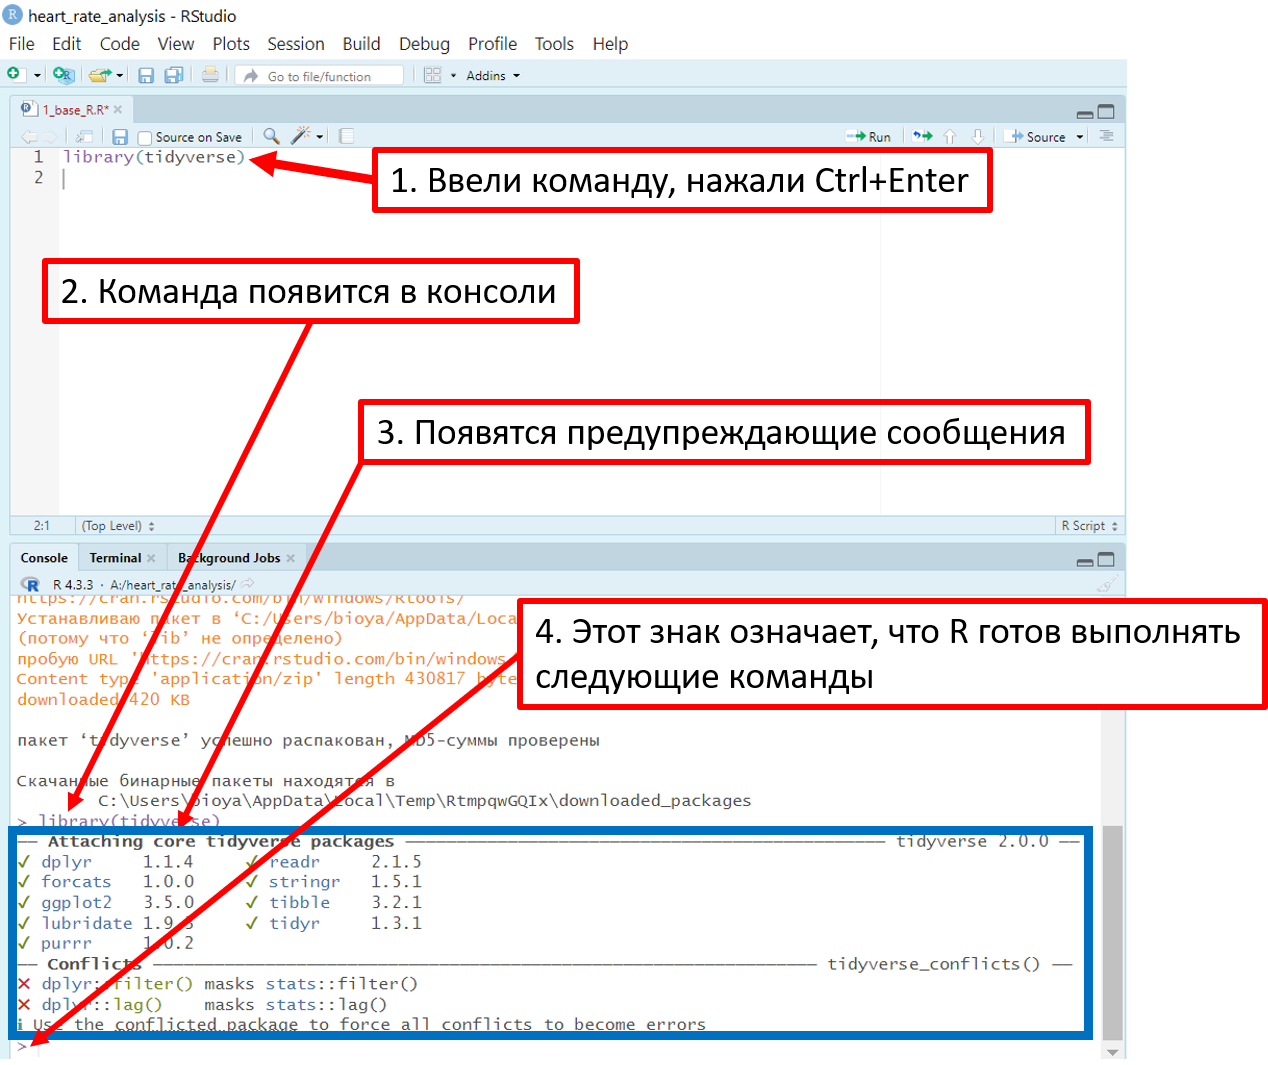 heart_rate_analysis - RStudio
File Edit Code View Plots Session Build Debug Profile Tools Help
Go to file/function Addins
1_base_R.R*
Source on Save Run Source
1 library(tidyverse)
2
1. Ввели команду, нажали Ctrl+Enter
2. Команда появится в консоли
3. Появятся предупреждающие сообщения
2:1 (Top Level) R Script
Console Terminal Background Jobs
R 4.3.3 · A:/heart_rate_analysis/
https://cran.rstudio.com/bin/windows/Rtools/
Устанавливаю пакет в ‘C:/Users/bioya/AppData/Loca
(потому что ‘lib’ не определено)
пробую URL 'https://cran.rstudio.com/bin/windows
Content type 'application/zip' length 430817 byte
downloaded 420 KB
4. Этот знак означает, что R готов выполнять
следующие команды
пакет ‘tidyverse’ успешно распакован, MD5-суммы проверены
Скачанные бинарные пакеты находятся в
C:\Users\bioya\AppData\Local\Temp\RtmpqwGQIx\downloaded_packages
> library(tidyverse)
── Attaching core tidyverse packages ──── tidyverse 2.0.0 ──
✓ dplyr 1.1.4 ✓ readr 2.1.5
✓ forcats 1.0.0 ✓ stringr 1.5.1
✓ ggplot2 3.5.0 ✓ tibble 3.2.1
✓ lubridate 1.9.3 ✓ tidyr 1.3.1
✓ purrr 1.0.2
── Conflicts ──── tidyverse_conflicts() ──
✕ dplyr::filter() masks stats::filter()
✕ dplyr::lag() masks stats::lag()
ℹ Use the conflicted package to force all conflicts to become errors
>